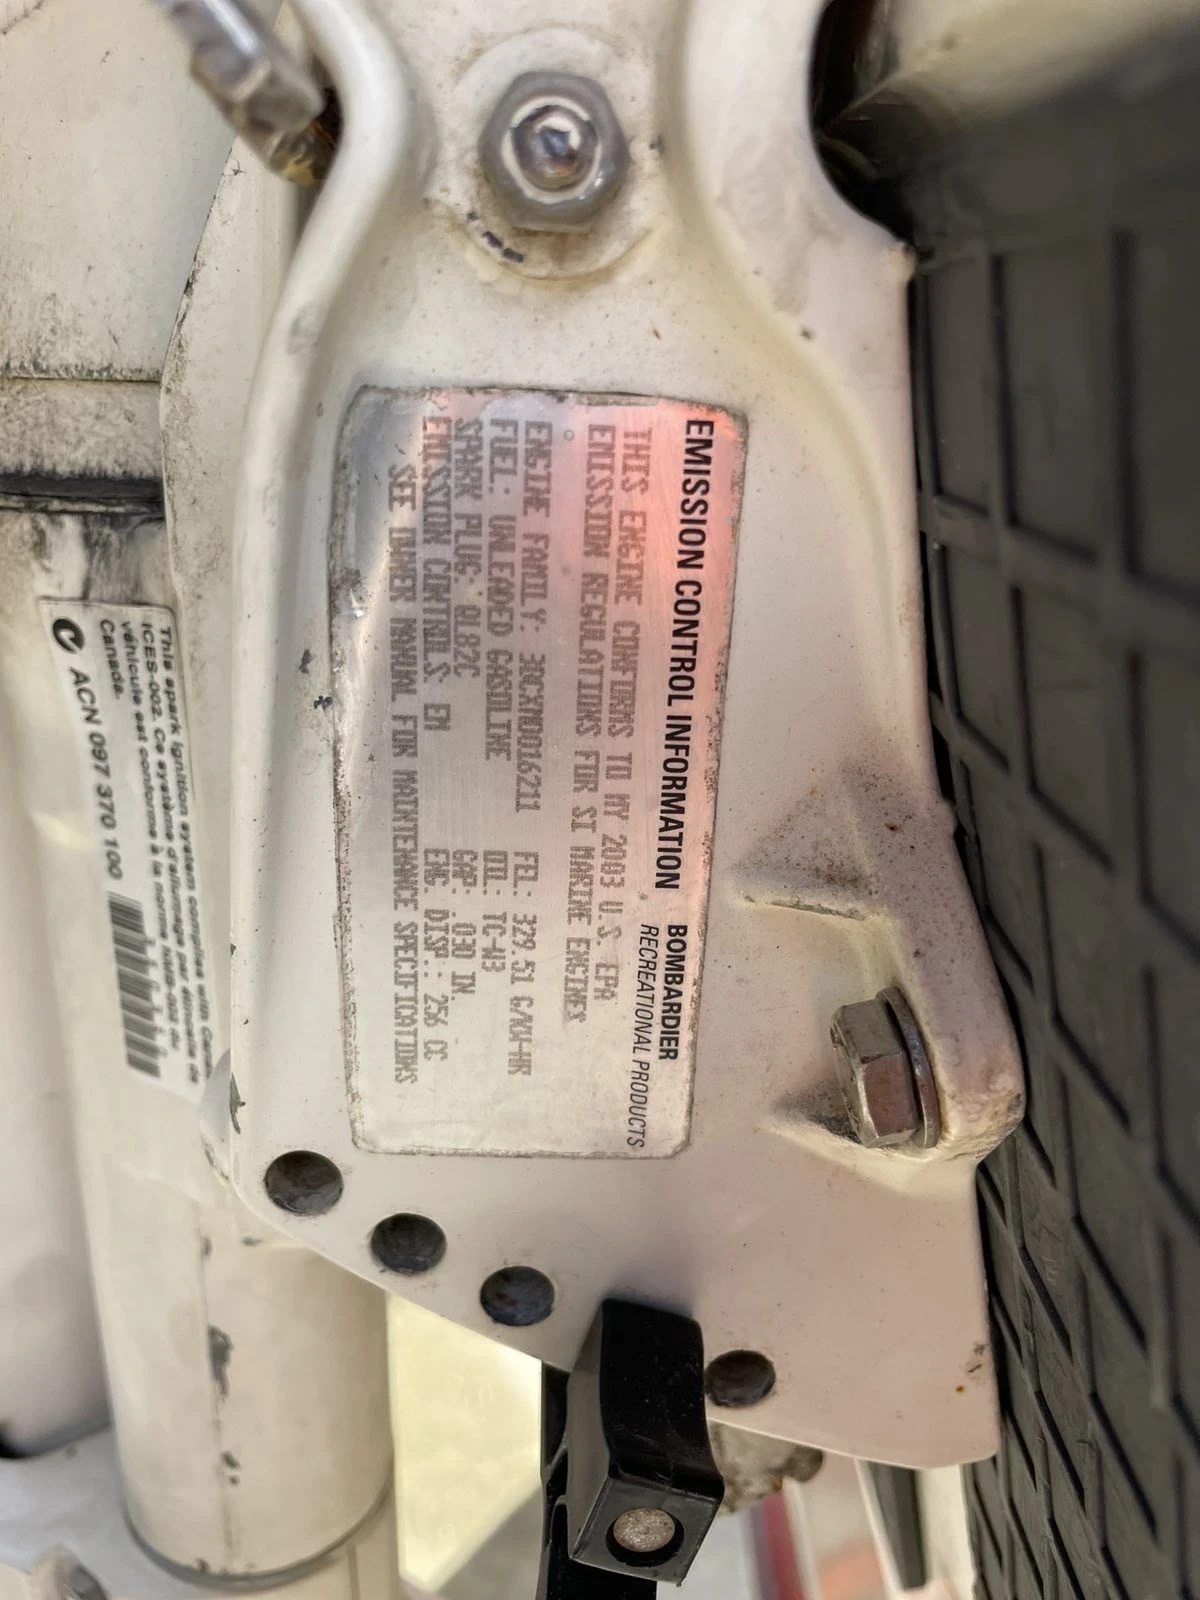 EMISSION CONTROL INFORMATION
BOMBARDIER
RECREATIONAL PRODUCTS
THIS ENGINE CONFORMS TO MY 2003 U.S. EPA
EMISSION REGULATIONS FOR SI MARINE ENGINES
ENGINE FAMILY: 3BCXM0016211 FEL: 329.51 G/KW-HR
FUEL: UNLEADED GASOLINE OIL: TC-W3
SPARK PLUG: QL82C GAP: .030 IN.
EMISSION CONTROLS: EM ENG. DISP.: 256 CC
SEE OWNER MANUAL FOR MAINTENANCE SPECIFICATIONS
This spark ignition system complies with Canadian
ICES-002. Ce système d'allumage par étincelle de
véhicule est conforme à la norme NMB-002 du
Canada.
ACN 097 370 100